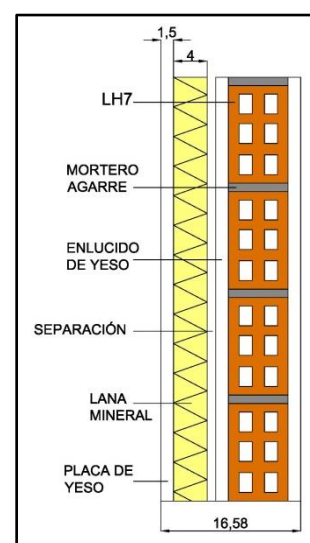 1,5
4
LH7
MORTERO
AGARRE
ENLUCIDO
DE YESO
SEPARACIÓN
LANA
MINERAL
PLACA DE
YESO
16,58